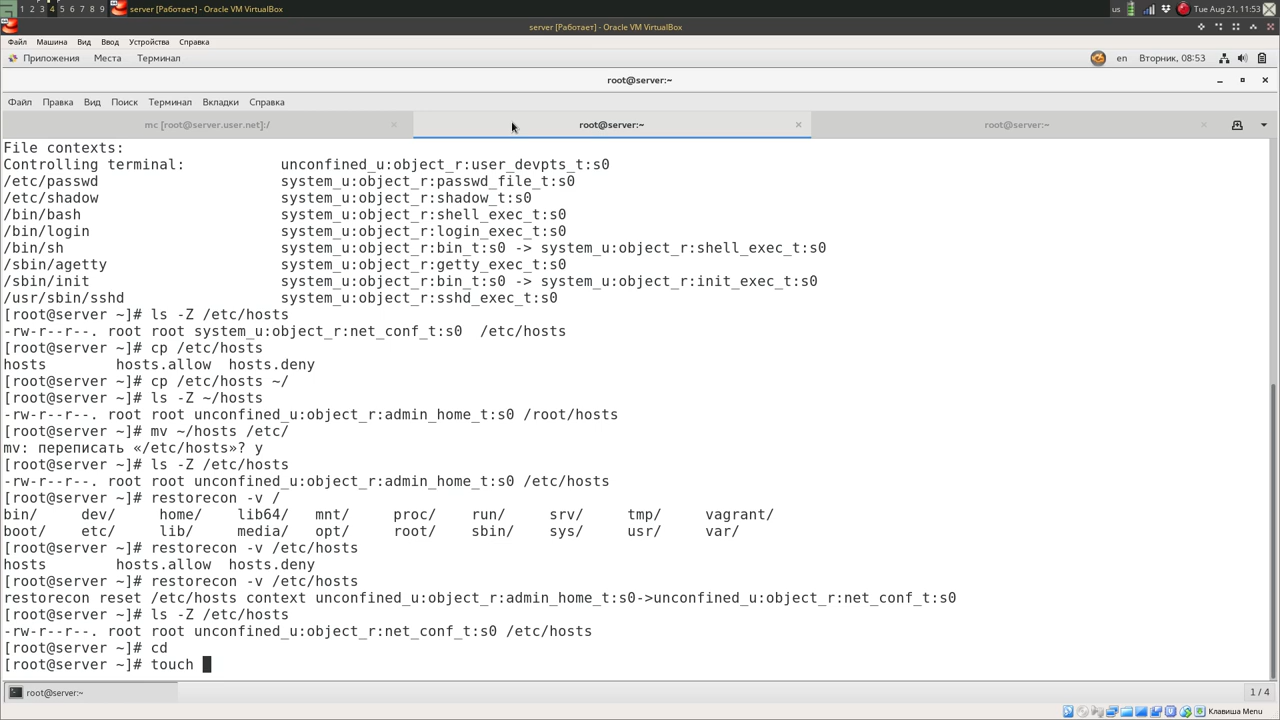 1 2 3 4 5 6 7 8 9 server [Работает] - Oracle VM VirtualBox us Tue Aug 21, 11:53
server [Работает] - Oracle VM VirtualBox
Файл Машина Вид Ввод Устройства Справка
Приложения Места Терминал en Вторник, 08:53
root@server:~
Файл Правка Вид Поиск Терминал Вкладки Справка
mc [root@server.user.net]:/ root@server:~ root@server:~
File contexts:
Controlling terminal: unconfined_u:object_r:user_devpts_t:s0
/etc/passwd system_u:object_r:passwd_file_t:s0
/etc/shadow system_u:object_r:shadow_t:s0
/bin/bash system_u:object_r:shell_exec_t:s0
/bin/login system_u:object_r:login_exec_t:s0
/bin/sh system_u:object_r:bin_t:s0 -> system_u:object_r:shell_exec_t:s0
/sbin/agetty system_u:object_r:getty_exec_t:s0
/sbin/init system_u:object_r:bin_t:s0 -> system_u:object_r:init_exec_t:s0
/usr/sbin/sshd system_u:object_r:sshd_exec_t:s0
[root@server ~]# ls -Z /etc/hosts
-rw-r--r--. root root system_u:object_r:net_conf_t:s0 /etc/hosts
[root@server ~]# cp /etc/hosts
hosts hosts.allow hosts.deny
[root@server ~]# cp /etc/hosts ~/
[root@server ~]# ls -Z ~/hosts
-rw-r--r--. root root unconfined_u:object_r:admin_home_t:s0 /root/hosts
[root@server ~]# mv ~/hosts /etc/
mv: переписать «/etc/hosts»? y
[root@server ~]# ls -Z /etc/hosts
-rw-r--r--. root root unconfined_u:object_r:admin_home_t:s0 /etc/hosts
[root@server ~]# restorecon -v /
bin/ dev/ home/ lib64/ mnt/ proc/ run/ srv/ tmp/ vagrant/
boot/ etc/ lib/ media/ opt/ root/ sbin/ sys/ usr/ var/
[root@server ~]# restorecon -v /etc/hosts
hosts hosts.allow hosts.deny
[root@server ~]# restorecon -v /etc/hosts
restorecon reset /etc/hosts context unconfined_u:object_r:admin_home_t:s0->unconfined_u:object_r:net_conf_t:s0
[root@server ~]# ls -Z /etc/hosts
-rw-r--r--. root root unconfined_u:object_r:net_conf_t:s0 /etc/hosts
[root@server ~]# cd
[root@server ~]# touch
root@server:~ 1 / 4
Клавиша Menu